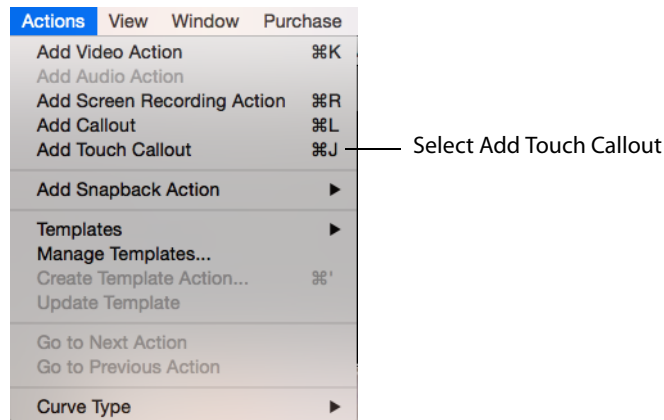 Actions View Window Purchase
Add Video Action ⌘K
Add Audio Action
Add Screen Recording Action ⌘R
Add Callout ⌘L
Add Touch Callout ⌘J
Select Add Touch Callout
Add Snapback Action ▶
Templates ▶
Manage Templates...
Create Template Action... ⌘'
Update Template
Go to Next Action
Go to Previous Action
Curve Type ▶